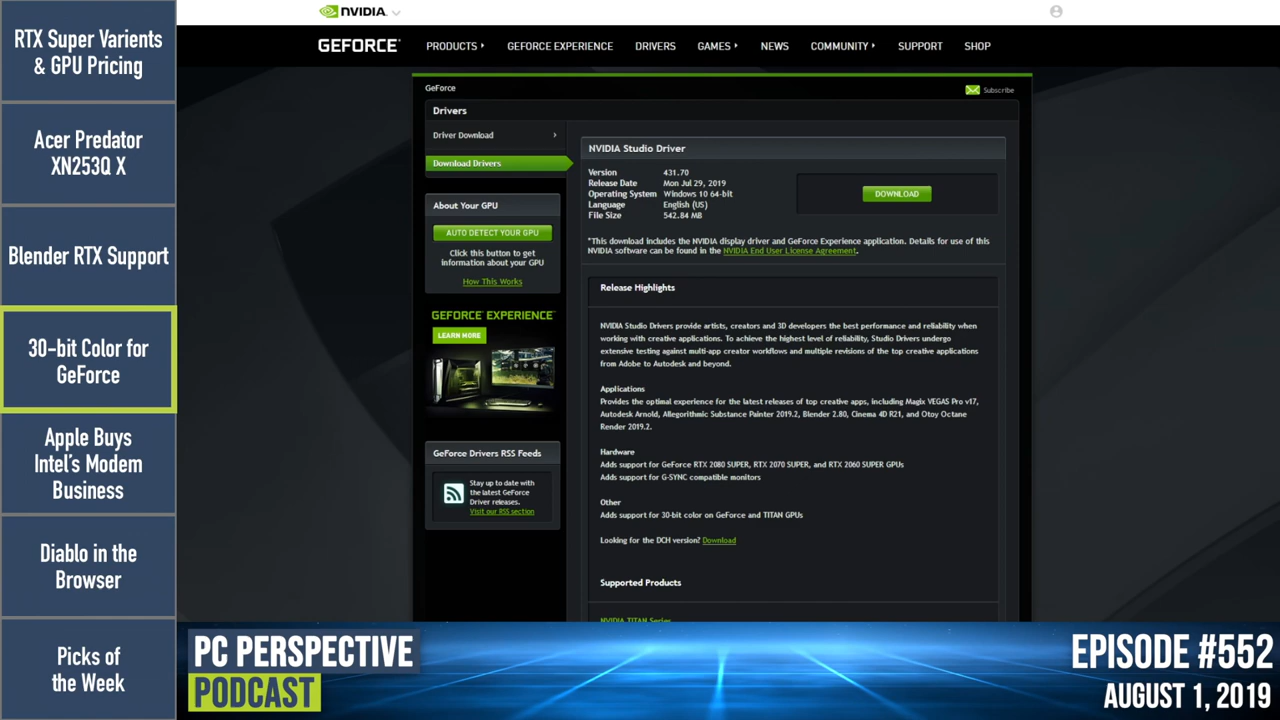 RTX Super Varients
& GPU Pricing
Acer Predator
XN253Q X
Blender RTX Support
30-bit Color for
GeForce
Apple Buys
Intel's Modem
Business
Diablo in the
Browser
Picks of
the Week
NVIDIA.
GEFORCE
PRODUCTS
GEFORCE EXPERIENCE
DRIVERS
GAMES
NEWS
COMMUNITY
SUPPORT
SHOP
GeForce
Subscribe
Drivers
Driver Download
Download Drivers
About Your GPU
AUTO DETECT YOUR GPU
Click this button to get
information about your GPU
How This Works
GEFORCE EXPERIENCE
LEARN MORE
GeForce Drivers RSS Feeds
Stay up to date with
the latest GeForce
Driver releases.
Visit our RSS section
NVIDIA Studio Driver
Version 431.70
Release Date Mon Jul 29, 2019
Operating System Windows 10 64-bit
Language English (US)
File Size 542.84 MB
DOWNLOAD
*This download includes the NVIDIA display driver and GeForce Experience application. Details for use of this
NVIDIA software can be found in the NVIDIA End User License Agreement.
Release Highlights
NVIDIA Studio Drivers provide artists, creators and 3D developers the best performance and reliability when
working with creative applications. To achieve the highest level of reliability, Studio Drivers undergo
extensive testing against multi-app creator workflows and multiple revisions of the top creative applications
from Adobe to Autodesk and beyond.
Applications
Provides the optimal experience for the latest releases of top creative apps, including Magix VEGAS Pro v17,
Autodesk Arnold, Allegorithmic Substance Painter 2019.2, Blender 2.80, Cinema 4D R21, and Otoy Octane
Render 2019.2.
Hardware
Adds support for GeForce RTX 2080 SUPER, RTX 2070 SUPER, and RTX 2060 SUPER GPUs
Adds support for G-SYNC compatible monitors
Other
Adds support for 30-bit color on GeForce and TITAN GPUs
Looking for the DCH version? Download
Supported Products
NVIDIA TITAN Series
PC PERSPECTIVE
PODCAST
EPISODE #552
AUGUST 1, 2019